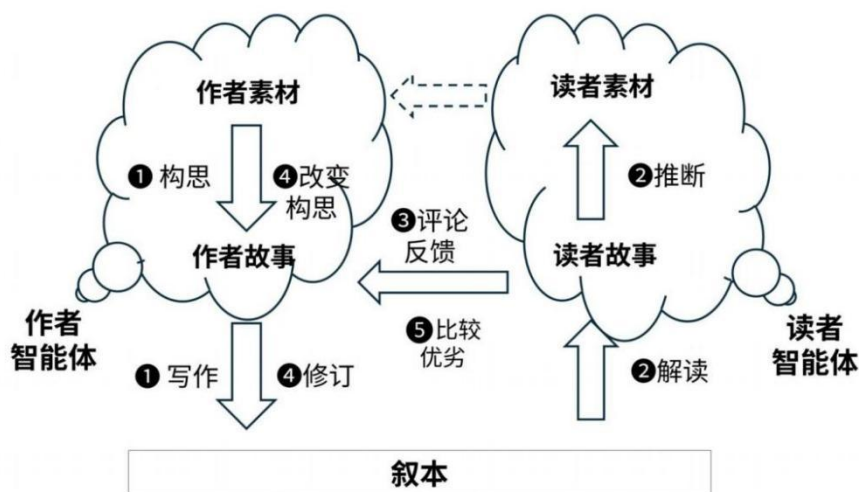 作者素材
读者素材
❶ 构思
❹改变
构思
❷推断
❸评论
反馈
作者故事
读者故事
❺比较
优劣
作者
智能体
读者
智能体
❶ 写作
❹修订
❷解读
叙本